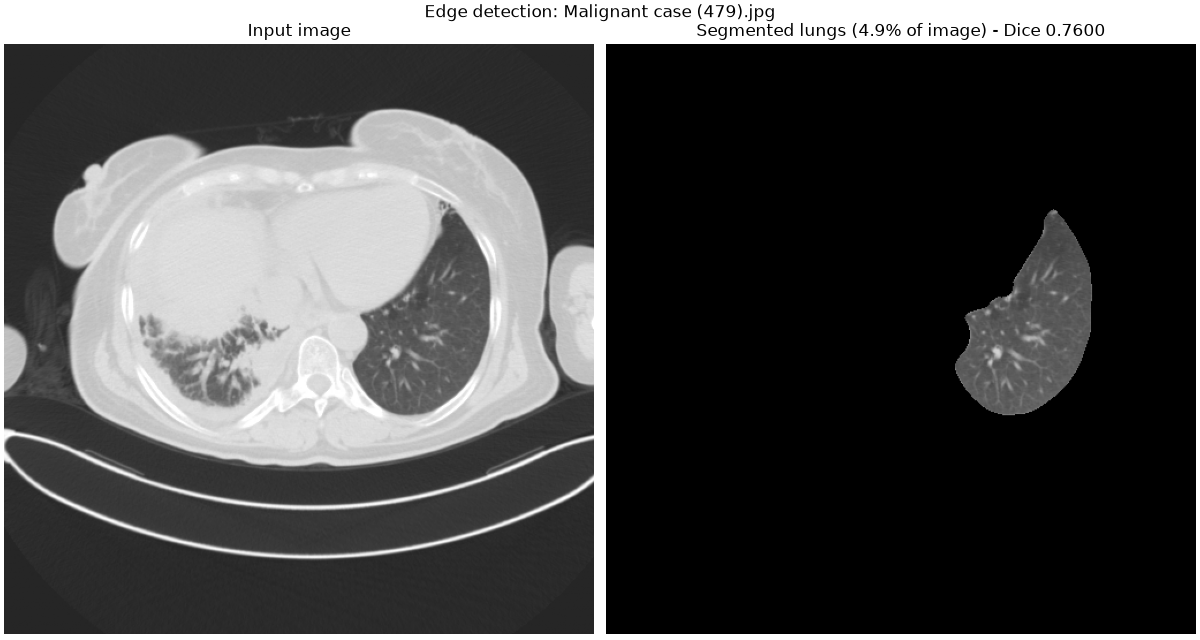 Edge detection: Malignant case (479).jpg
Input image
Segmented lungs (4.9% of image) - Dice 0.7600